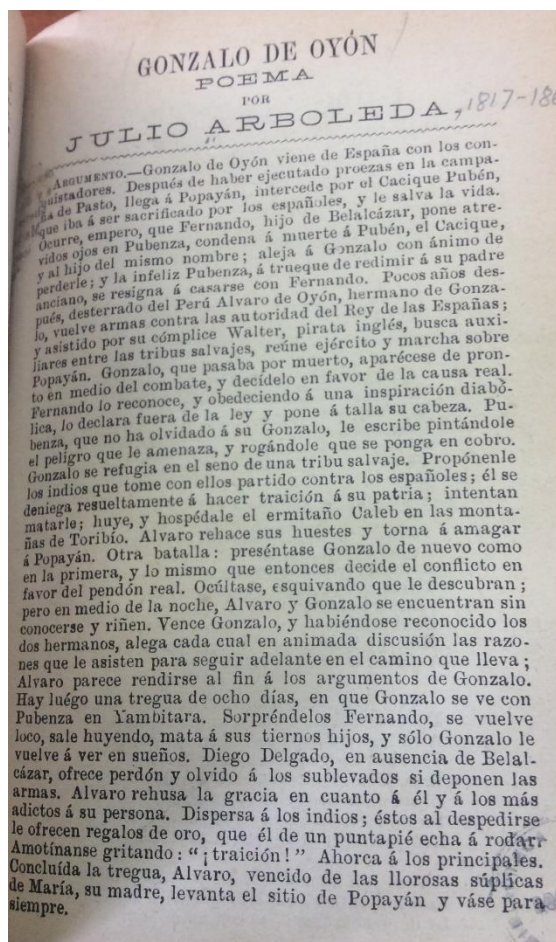 GONZALO DE OYÓN
POEMA
POR
JULIO ARBOLEDA, 1817-186
ARGUMENTO.—Gonzalo de Oyón viene de España con los con-
quistadores. Después de haber ejecutado proezas en la campa-
ña de Pasto, llega á Popayán, intercede por el Cacique Pubén,
que iba á ser sacrificado por los españoles, y le salva la vida.
Ocurre, empero, que Fernando, hijo de Belalcázar, pone atre-
vidos ojos en Pubenza, condena á muerte á Pubén, el Cacique,
y al hijo del mismo nombre; aleja á Gonzalo con ánimo de
perderle; y la infeliz Pubenza, á trueque de redimir á su padre
anciano, se resigna á casarse con Fernando. Pocos años des-
pués, desterrado del Perú Alvaro de Oyón, hermano de Gonza-
lo, vuelve armas contra las autoridad del Rey de las Españas;
y asistido por su cómplice Walter, pirata inglés, busca auxi-
liares entre las tribus salvajes, reúne ejército y marcha sobre
Popayán. Gonzalo, que pasaba por muerto, aparécese de pron-
to en medio del combate, y decídelo en favor de la causa real.
Fernando lo reconoce, y obedeciendo á una inspiración diabó-
lica, lo declara fuera de la ley y pone á talla su cabeza. Pu-
benza, que no ha olvidado á su Gonzalo, le escribe pintándole
el peligro que le amenaza, y rogándole que se ponga en cobro.
Gonzalo se refugia en el seno de una tribu salvaje. Propónenle
los indios que tome con ellos partido contra los españoles; él se
deniega resueltamente á hacer traición á su patria; intentan
matarle; huye, y hospédale el ermitaño Caleb en las monta-
ñas de Toribío. Alvaro rehace sus huestes y torna á amagar
á Popayán. Otra batalla: preséntase Gonzalo de nuevo como
en la primera, y lo mismo que entonces decide el conflicto en
favor del pendón real. Ocúltase, esquivando que le descubran;
pero en medio de la noche, Alvaro y Gonzalo se encuentran sin
conocerse y riñen. Vence Gonzalo, y habiéndose reconocido los
dos hermanos, alega cada cual en animada discusión las razo-
nes que le asisten para seguir adelante en el camino que lleva;
Alvaro parece rendirse al fin á los argumentos de Gonzalo.
Hay luégo una tregua de ocho días, en que Gonzalo se ve con
Pubenza en Yambitara. Sorpréndelos Fernando, se vuelve
loco, sale huyendo, mata á sus tiernos hijos, y sólo Gonzalo le
vuelve á ver en sueños. Diego Delgado, en ausencia de Belal-
cázar, ofrece perdón y olvido á los sublevados si deponen las
armas. Alvaro rehusa la gracia en cuanto á él y á los más
adictos á su persona. Dispersa á los indios; éstos al despedirse
le ofrecen regalos de oro, que él de un puntapié echa á rodar.
Amotínanse gritando: "¡traición!" Ahorca á los principales.
Concluída la tregua, Alvaro, vencido de las llorosas súplicas
de María, su madre, levanta el sitio de Popayán y váse para
siempre.